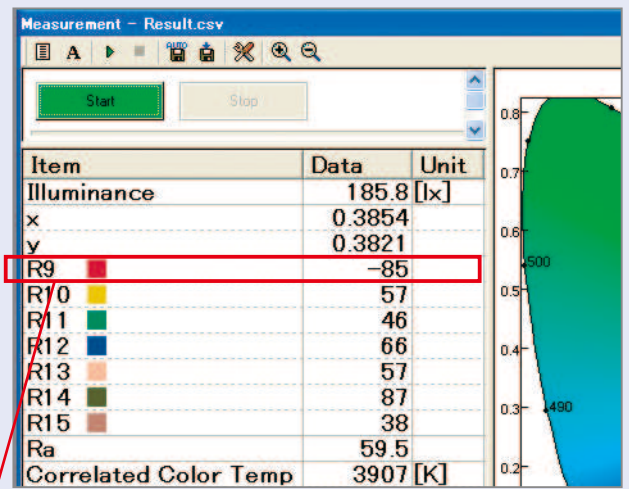 Measurement - Result.csv
A AUTO
Start Stop
Item Data Unit
Illuminance 185.8 [lx]
x 0.3854
y 0.3821
R9 -85
R10 57
R11 46
R12 66
R13 57
R14 87
R15 38
Ra 59.5
Correlated Color Temp 3907 [K]
0.8
0.7
0.6
500
0.5
0.4
490
0.3
0.2